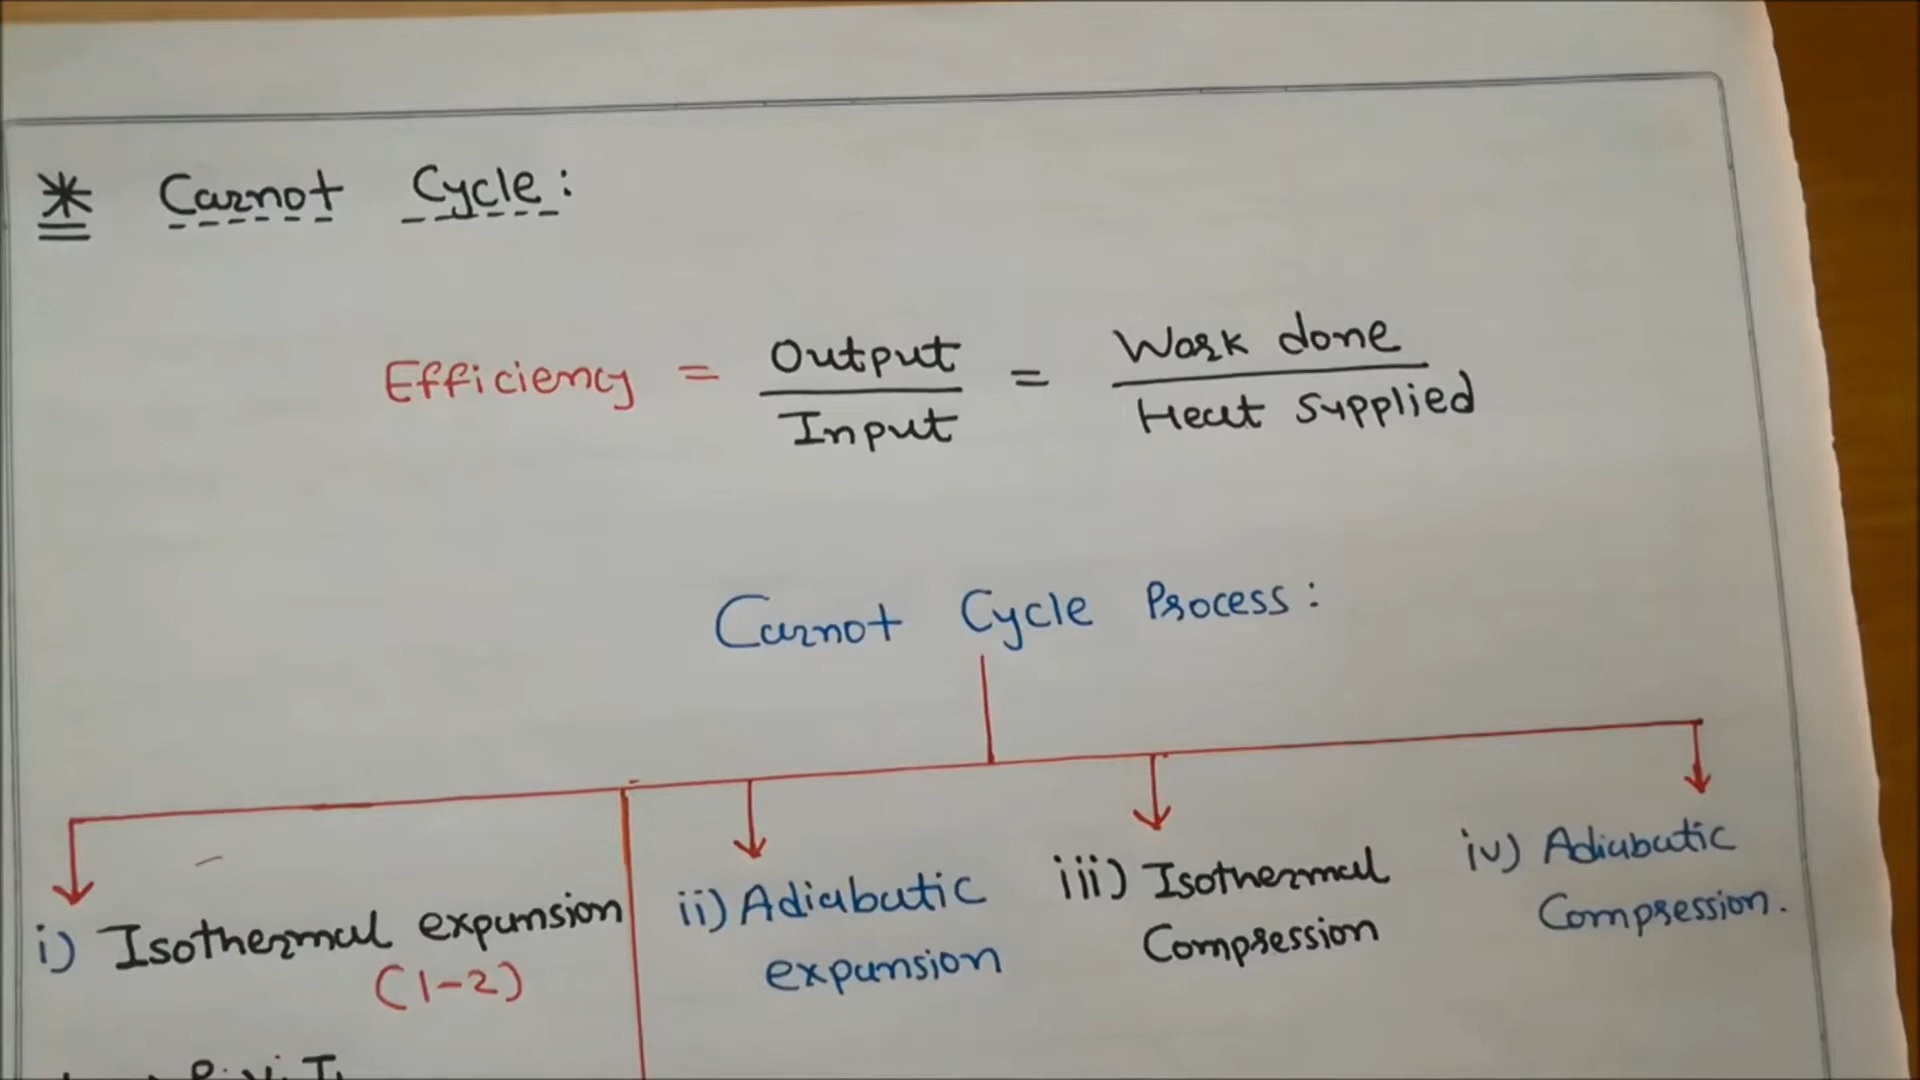 * Carnot Cycle:
Efficiency = Output / Input = Work done / Heat supplied
Carnot Cycle Process:
i) Isothermal expansion
(1-2)
ii) Adiabatic
expansion
iii) Isothermal
Compression
iv) Adiabatic
Compression.